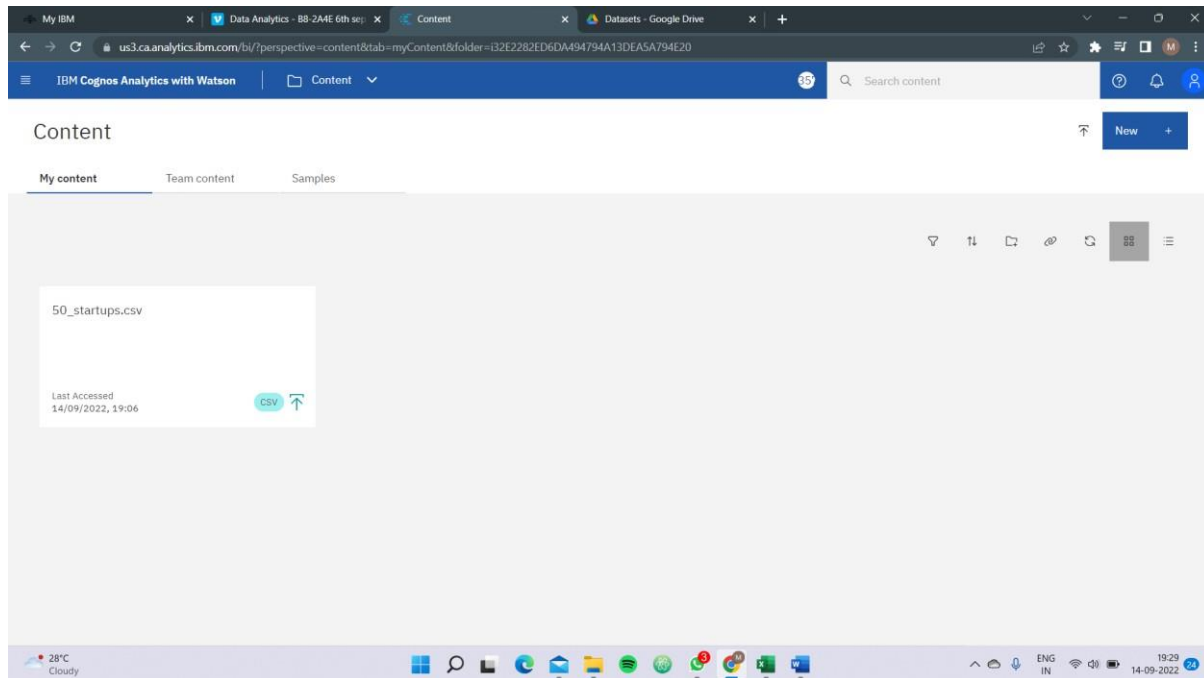 My IBM
Data Analytics - B8-2A4E 6th sep
Content
Datasets - Google Drive
us3.ca.analytics.ibm.com/bi/?perspective=content&tab=myContent&folder=i32E2282ED6DA494794A13DEA5A794E20
M
IBM Cognos Analytics with Watson
Content
35
Search content
Content
New +
My content
Team content
Samples
50_startups.csv
Last Accessed
14/09/2022, 19:06
CSV
28°C
Cloudy
3
M
ENG
IN
19:29
14-09-2022
24